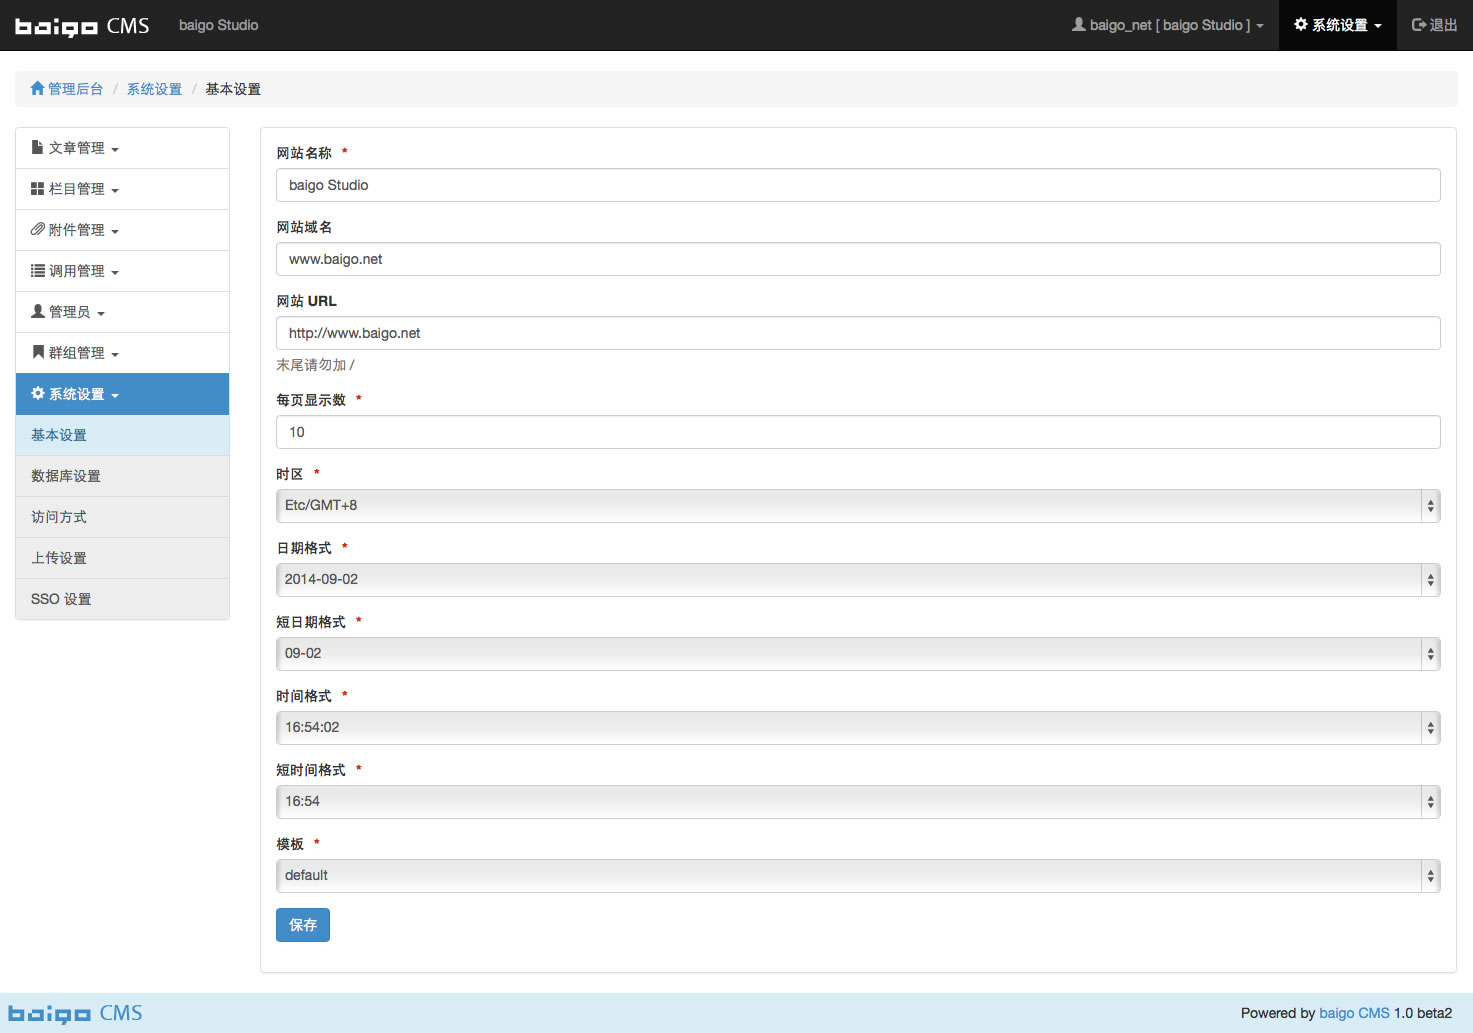 baigo CMS baigo Studio baigo_net [ baigo Studio ] 系统设置 退出
管理后台 / 系统设置 / 基本设置
文章管理
栏目管理
附件管理
调用管理
管理员
群组管理
系统设置
基本设置
数据库设置
访问方式
上传设置
SSO 设置
网站名称 *
baigo Studio
网站域名
www.baigo.net
网站 URL
http://www.baigo.net
末尾请勿加 /
每页显示数 *
10
时区 *
Etc/GMT+8
日期格式 *
2014-09-02
短日期格式 *
09-02
时间格式 *
16:54:02
短时间格式 *
16:54
模板 *
default
保存
baigo CMS Powered by baigo CMS 1.0 beta2